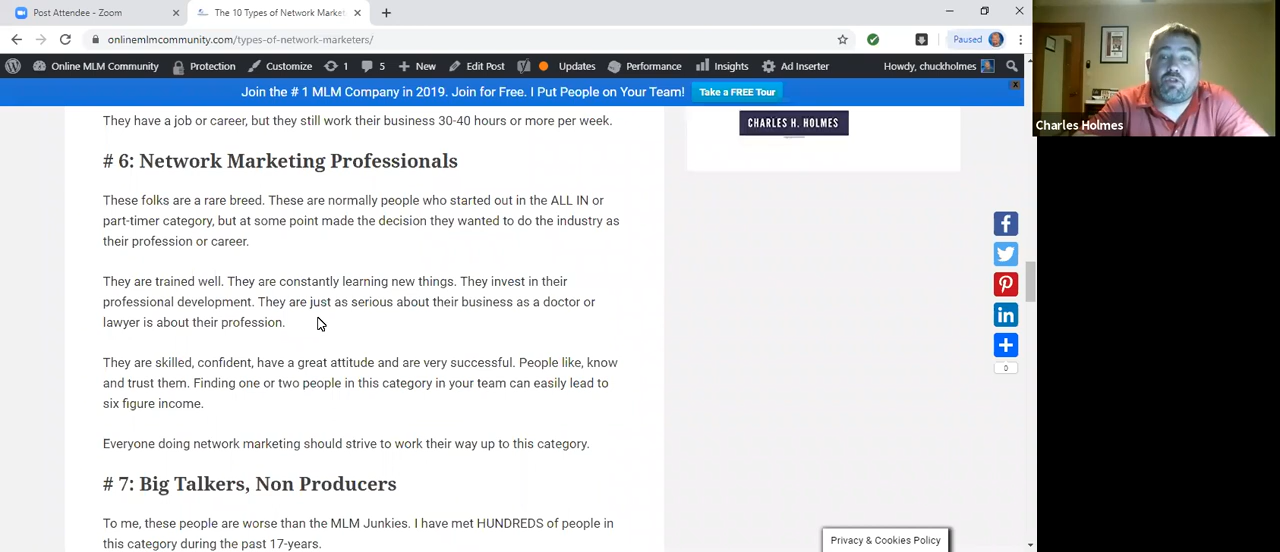 Post Attendee - Zoom
The 10 Types of Network Market
onlinemlmcommunity.com/types-of-network-marketers/
Paused
Online MLM Community
Protection
Customize
1
5
New
Edit Post
Updates
Performance
Insights
Ad Inserter
Howdy, chuckholmes
Join the # 1 MLM Company in 2019. Join for Free. I Put People on Your Team!
Take a FREE Tour
X
Charles Holmes
CHARLES H. HOLMES
They have a job or career, but they still work their business 30-40 hours or more per week.
# 6: Network Marketing Professionals
These folks are a rare breed. These are normally people who started out in the ALL IN or
part-timer category, but at some point made the decision they wanted to do the industry as
their profession or career.
They are trained well. They are constantly learning new things. They invest in their
professional development. They are just as serious about their business as a doctor or
lawyer is about their profession.
They are skilled, confident, have a great attitude and are very successful. People like, know
and trust them. Finding one or two people in this category in your team can easily lead to
six figure income.
Everyone doing network marketing should strive to work their way up to this category.
# 7: Big Talkers, Non Producers
To me, these people are worse than the MLM Junkies. I have met HUNDREDS of people in
this category during the past 17-years.
0
Privacy & Cookies Policy